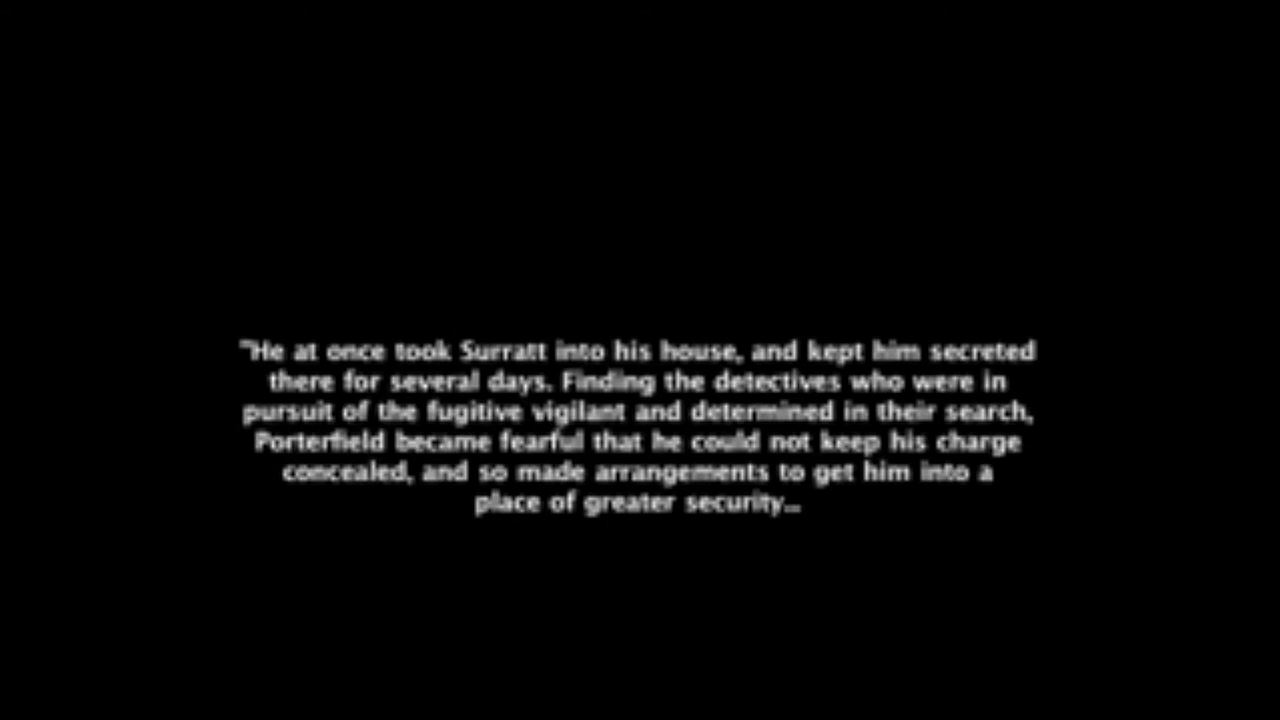 "He at once took Surratt into his house, and kept him secreted
there for several days. Finding the detectives who were in
pursuit of the fugitive vigilant and determined in their search,
Porterfield became fearful that he could not keep his charge
concealed, and so made arrangements to get him into a
place of greater security...